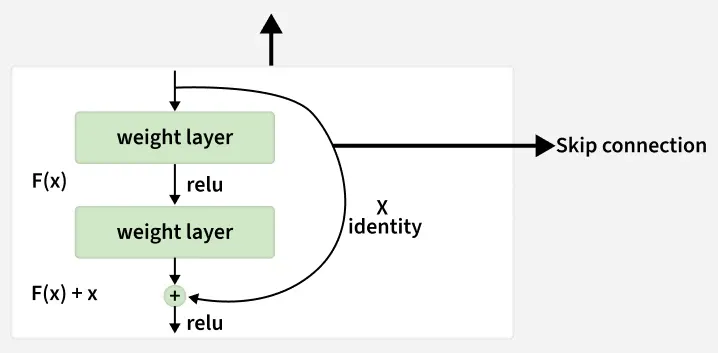 weight layer
Skip connection
F(x)
relu
X
identity
weight layer
F(x) + x
+
relu